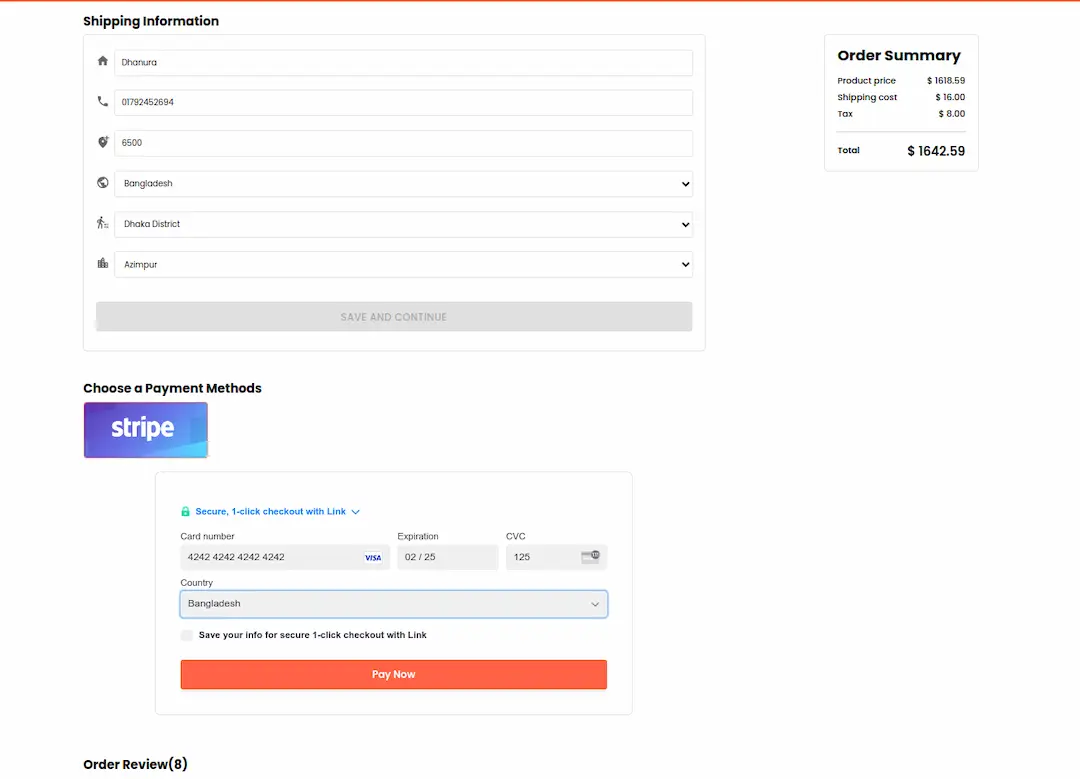 Shipping Information
Dhanura
01792452694
6500
Bangladesh
Dhaka District
Azimpur
SAVE AND CONTINUE
Order Summary
Product price $ 1618.59
Shipping cost $ 16.00
Tax $ 8.00
Total $ 1642.59
Choose a Payment Methods
stripe
Secure, 1-click checkout with Link
Card number Expiration CVC
4242 4242 4242 4242 VISA 02 / 25 125
Country
Bangladesh
Save your info for secure 1-click checkout with Link
Pay Now
Order Review(8)